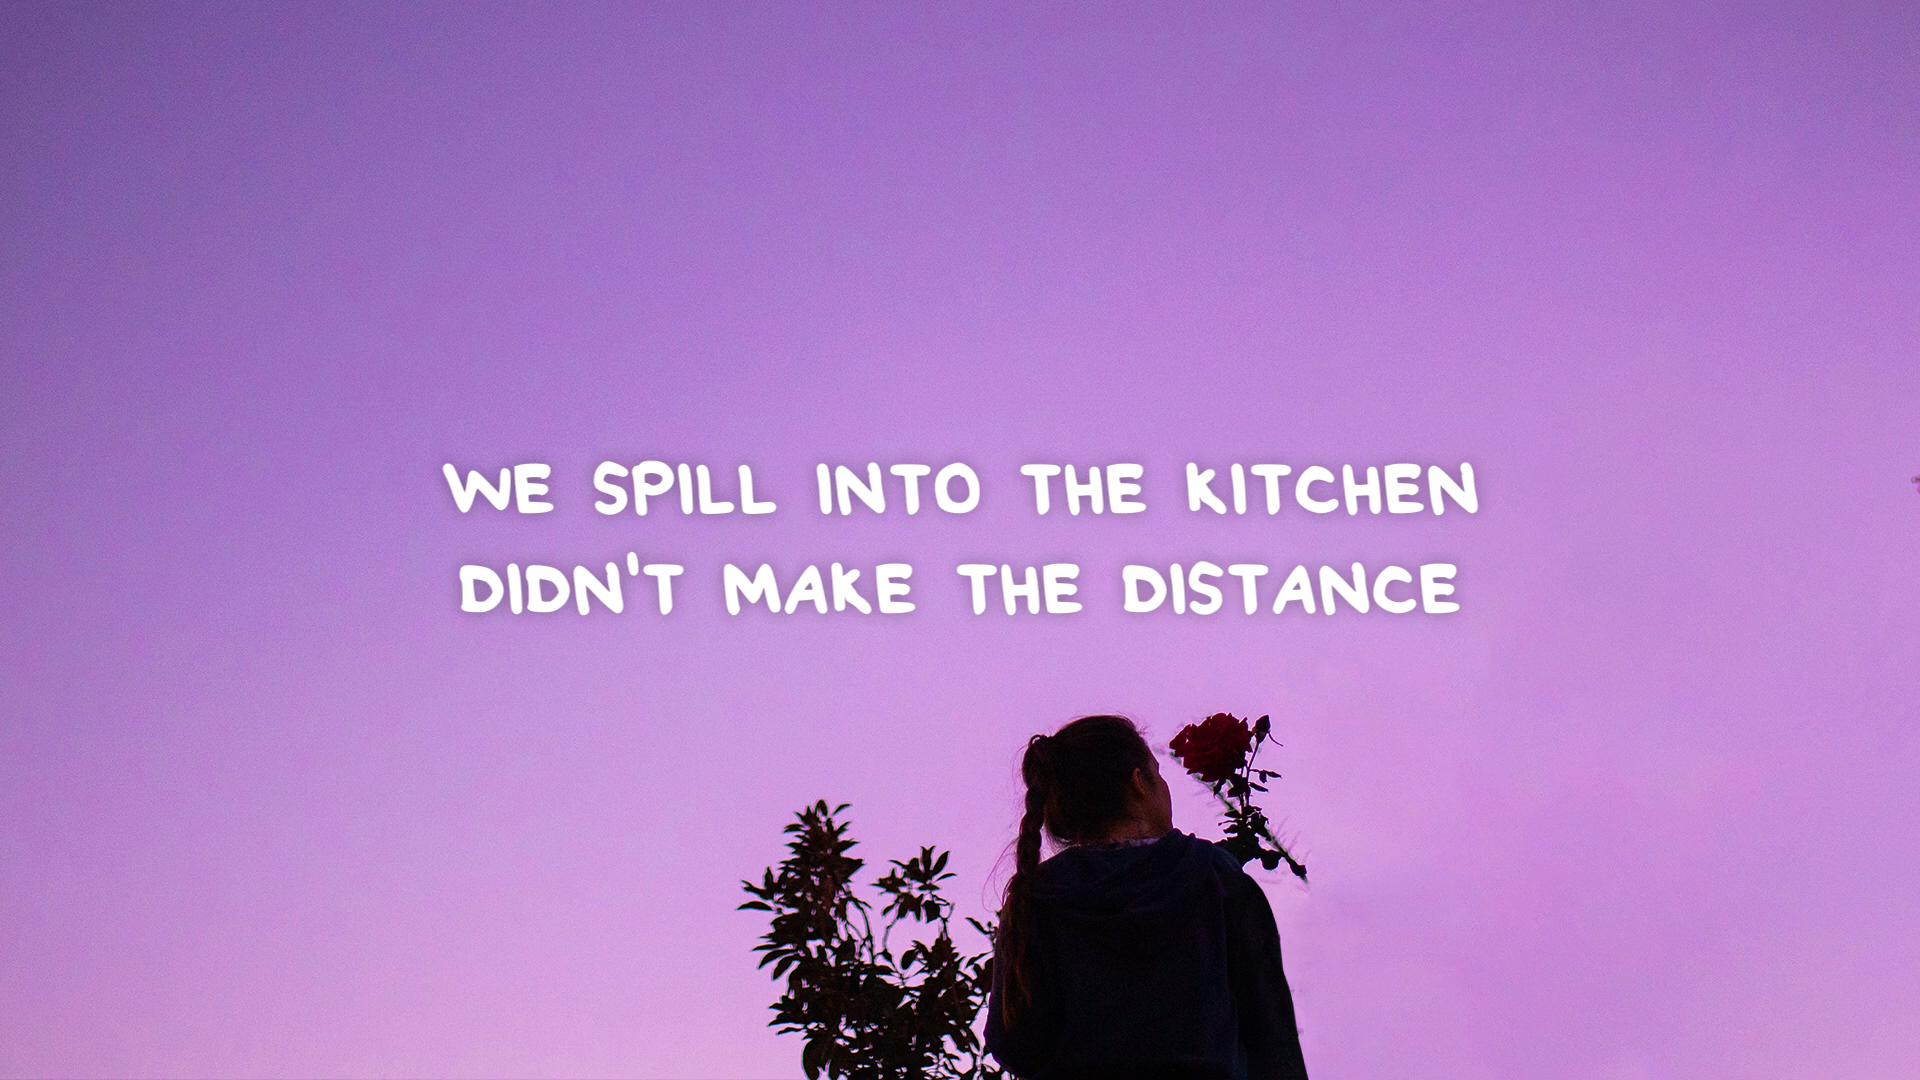 WE SPILL INTO THE KITCHEN
DIDN'T MAKE THE DISTANCE